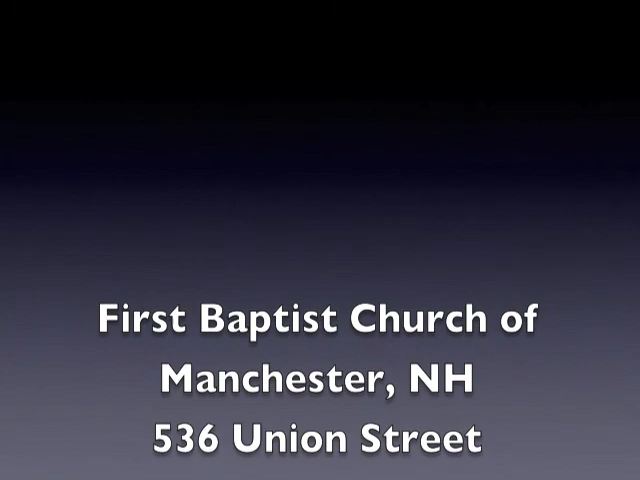 First Baptist Church of
Manchester, NH
536 Union Street